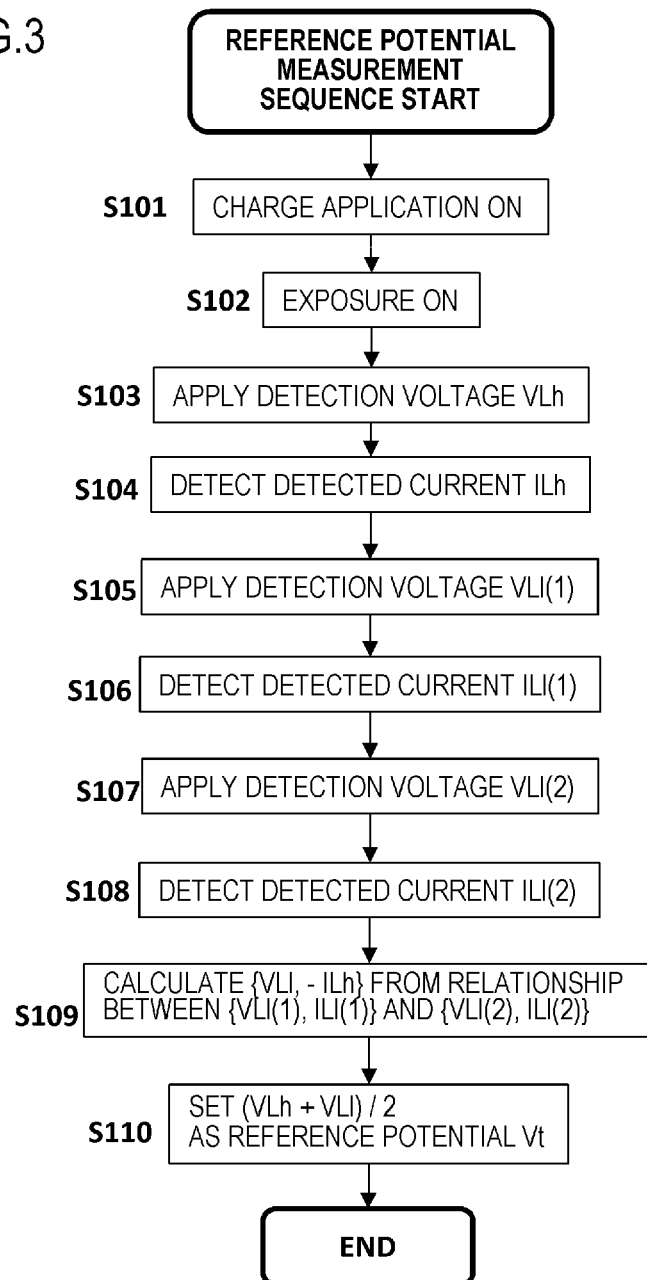 G.3
REFERENCE POTENTIAL
MEASUREMENT
SEQUENCE START
S101 CHARGE APPLICATION ON
S102 EXPOSURE ON
S103 APPLY DETECTION VOLTAGE VLh
S104 DETECT DETECTED CURRENT ILh
S105 APPLY DETECTION VOLTAGE VLl(1)
S106 DETECT DETECTED CURRENT ILl(1)
S107 APPLY DETECTION VOLTAGE VLl(2)
S108 DETECT DETECTED CURRENT ILl(2)
S109 CALCULATE {VLl, - ILh} FROM RELATIONSHIP
BETWEEN {VLl(1), ILl(1)} AND {VLl(2), ILl(2)}
S110 SET (VLh + VLl) / 2
AS REFERENCE POTENTIAL Vt
END